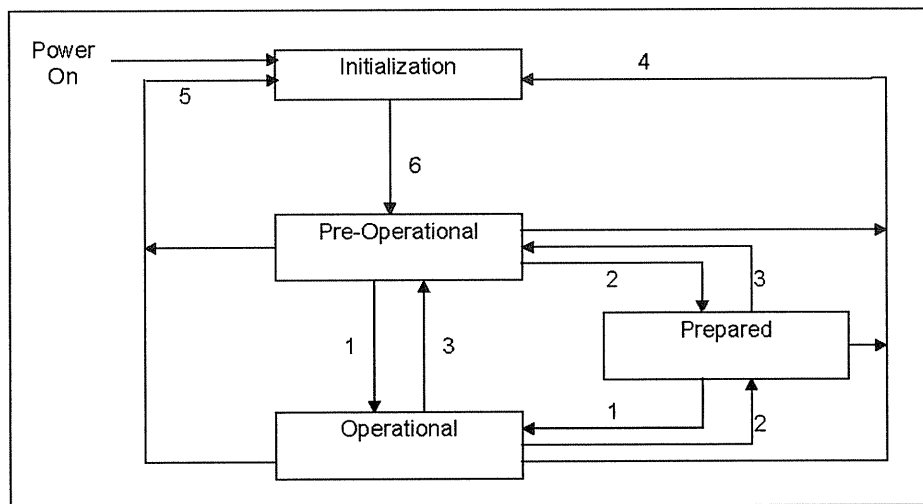 Power
On
Initialization
4
5
6
Pre-Operational
2
3
Prepared
1
3
1
Operational
2